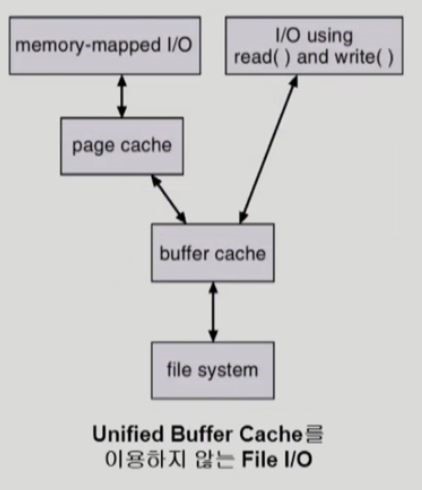 memory-mapped I/O
I/O using
read( ) and write( )
page cache
buffer cache
file system
Unified Buffer Cache를
이용하지 않는 File I/O